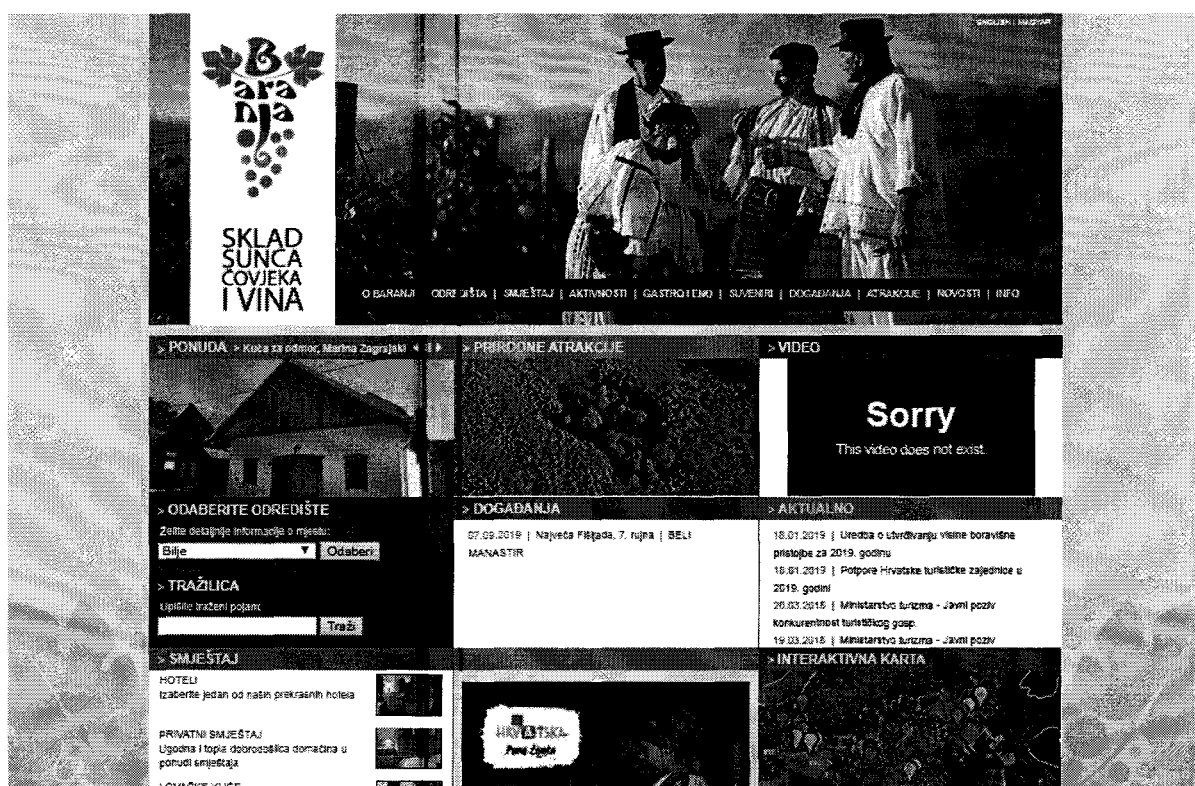 ENGLISH | MAGYAR
Baranja
SKLAD
SUNCA
ČOVJEKA
I VINA
O BARANJI ODREDIŠTA | SMJEŠTAJ | AKTIVNOSTI | GASTRO I ENO | SUVENIRI | DOGAĐANJA | ATRAKCIJE | NOVOSTI | INFO
> PONUDA > Kuća za odmor, Marina Zagrajski
> PRIRODNE ATRAKCIJE
> VIDEO
Sorry
This video does not exist.
> ODABERITE ODREDIŠTE
Želite detaljnije informacije o mjestu:
Bilje Odaberi
> TRAŽILICA
Upišite traženi pojam:
Traži
> DOGAĐANJA
07.09.2019 | Najveća Fišijada, 7. rujna | BELI
MANASTIR
> AKTUALNO
18.01.2019 | Uredba o utvrđivanju visine boravišne
pristojbe za 2019. godinu
18.01.2019 | Potpore Hrvatske turističke zajednice u
2019. godini
26.03.2018 | Ministarstvo turizma - Javni poziv
konkurentnost turističkog gosp.
19.03.2018 | Ministarstvo turizma - Javni poziv
> SMJEŠTAJ
HOTELI
Izaberite jedan od naših prekrasnih hotela
PRIVATNI SMJEŠTAJ
Ugodna i topla dobrodošlica domaćina u
ponudi smještaja
HRVATSKA
Puna života
> INTERAKTIVNA KARTA